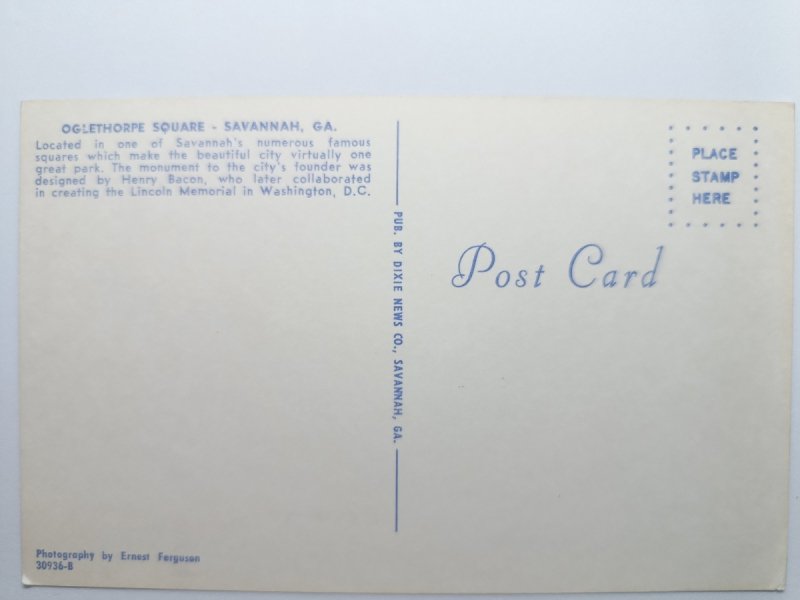 OGLETHORPE SQUARE - SAVANNAH, GA.
Located in one of Savannah's numerous famous
squares which make the beautiful city virtually one
great park. The monument to the city's founder was
designed by Henry Bacon, who later collaborated
in creating the Lincoln Memorial in Washington, D.C.
PUB. BY DIXIE NEWS CO., SAVANNAH, GA.
PLACE
STAMP
HERE
Post Card
Photography by Ernest Ferguson
30936-B